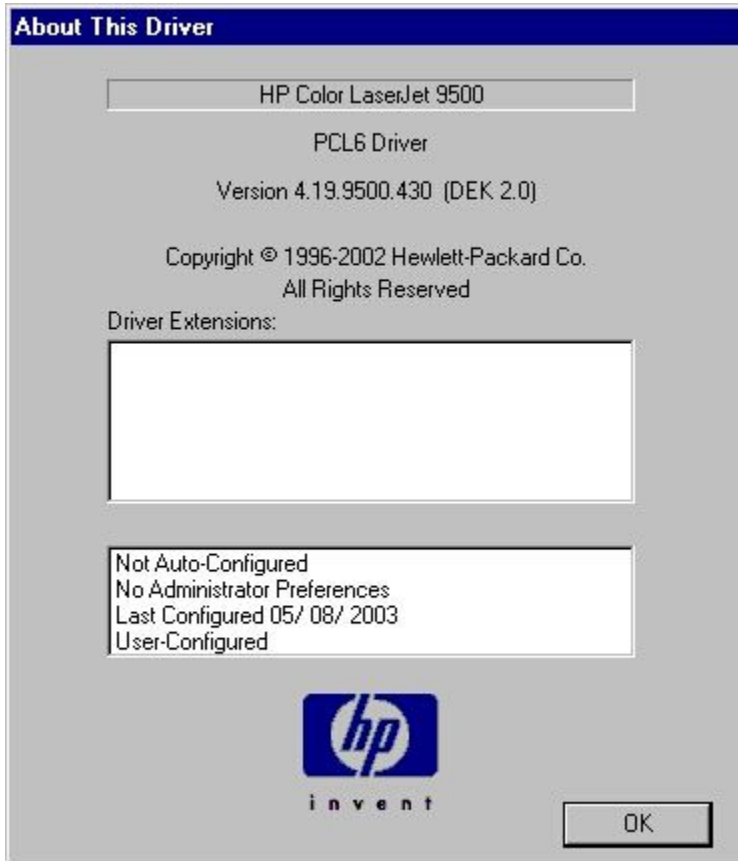 About This Driver
HP Color LaserJet 9500
PCL6 Driver
Version 4.19.9500.430 (DEK 2.0)
Copyright © 1996-2002 Hewlett-Packard Co.
All Rights Reserved
Driver Extensions:
Not Auto-Configured
No Administrator Preferences
Last Configured 05/ 08/ 2003
User-Configured
hp
invent
OK